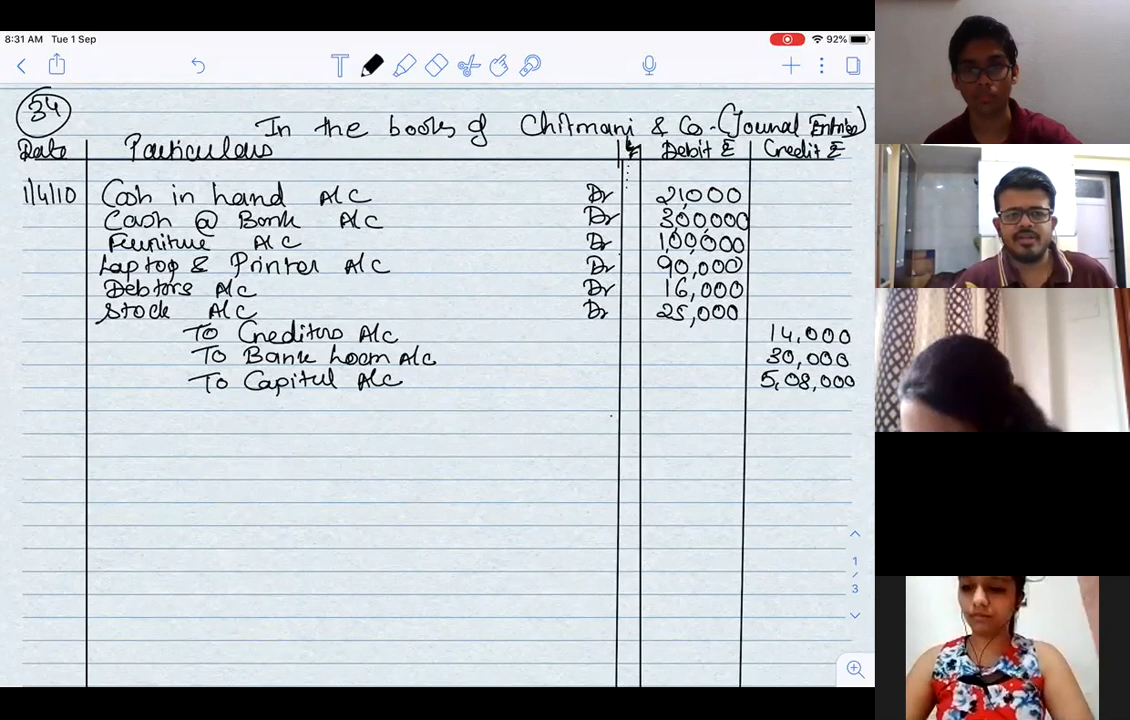 8:31 AM Tue 1 Sep 92%
T
34
In the books of Chitmani & Co. (Journal Entries)
Date Particulars Debit ₹ Credit ₹
1/4/10 Cash in hand A/C Dr 21,000
Cash @ Bank A/C Dr 300,000
Furniture A/C Dr 100,000
Laptop & Printer A/C Dr 90,000
Debtors A/C Dr 16,000
Stock A/C Dr 25,000
To Creditors A/C 14,000
To Bank Loan A/C 30,000
To Capital A/C 5,08,000
1
/
3